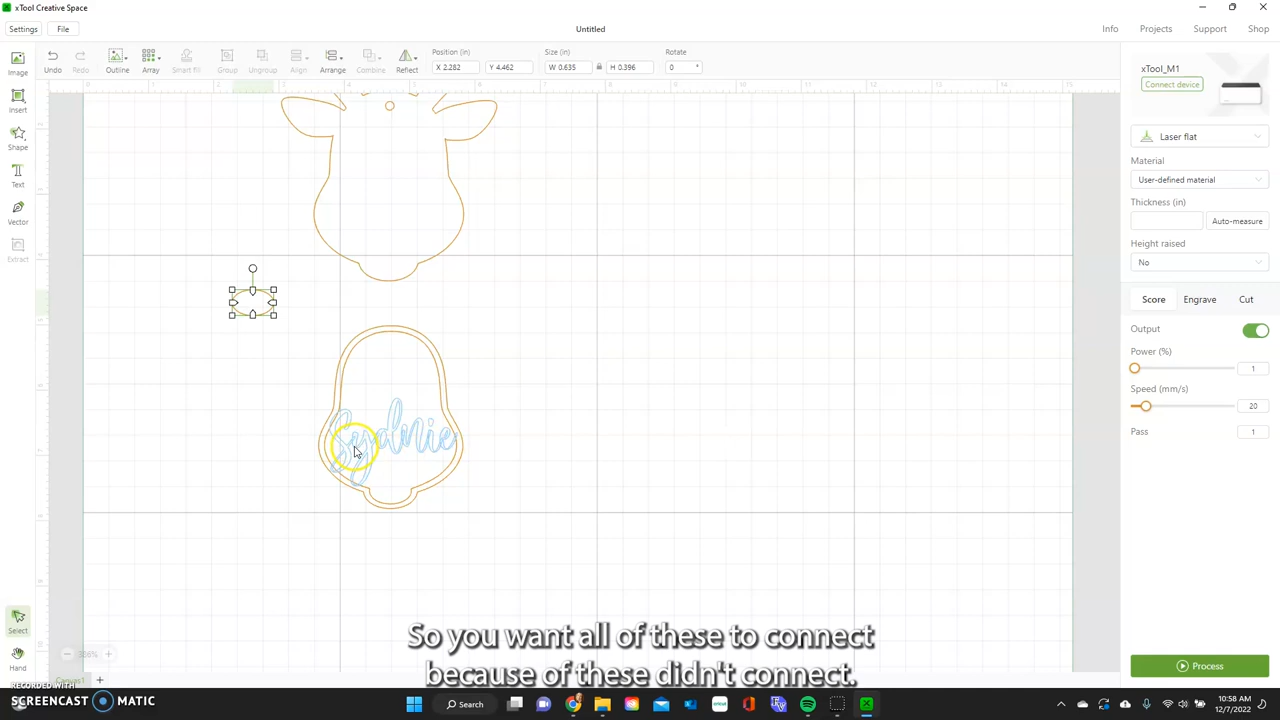 xTool Creative Space
Settings File Untitled Info Projects Support Shop
Image Undo Redo Outline Array Smart fill Group Ungroup Align Arrange Combine Reflect
Position (in) Size (in) Rotate
X 2.282 Y 4.462 W 0.635 H 0.396 0 °
Insert
Shape
Text
Vector
Extract
Select
Hand
Sydnie
xTool_M1
Connect device
Laser flat
Material
User-defined material
Thickness (in)
Auto-measure
Height raised
No
Score Engrave Cut
Output
Power (%)
1
Speed (mm/s)
20
Pass 1
Process
So you want all of these to connect
because of these didn't connect.
386%
Canvas1
RECORDED WITH
SCREENCAST MATIC
Search
10:58 AM
12/7/2022